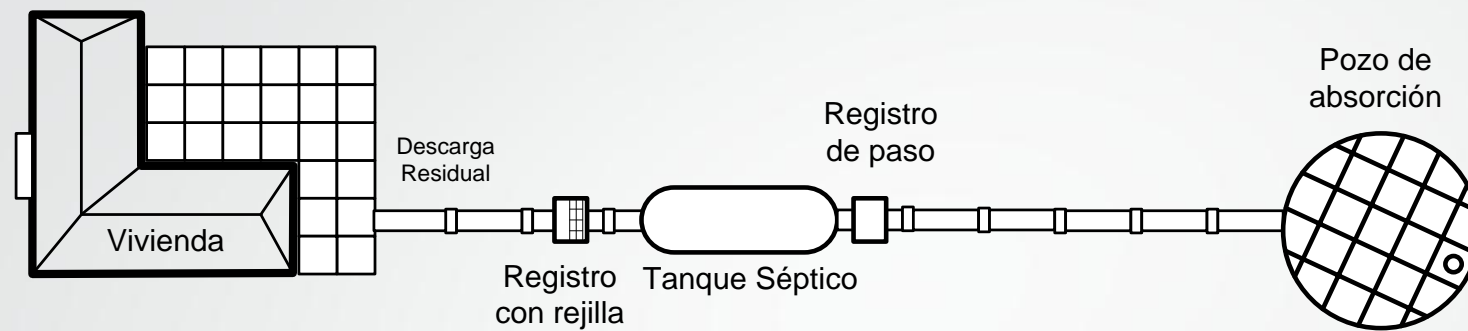 Vivienda
Descarga
Residual
Registro
con rejilla
Tanque Séptico
Registro
de paso
Pozo de
absorción